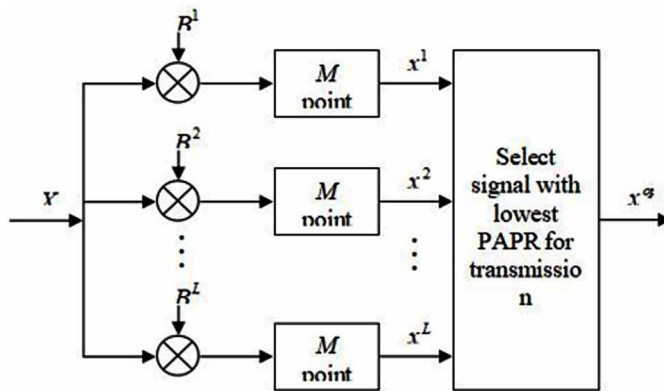 B¹
M
point
x¹
B²
M
point
x²
Select
signal with
lowest
PAPR for
transmissio
n
x
X
Bᴸ
M
point
xᴸ